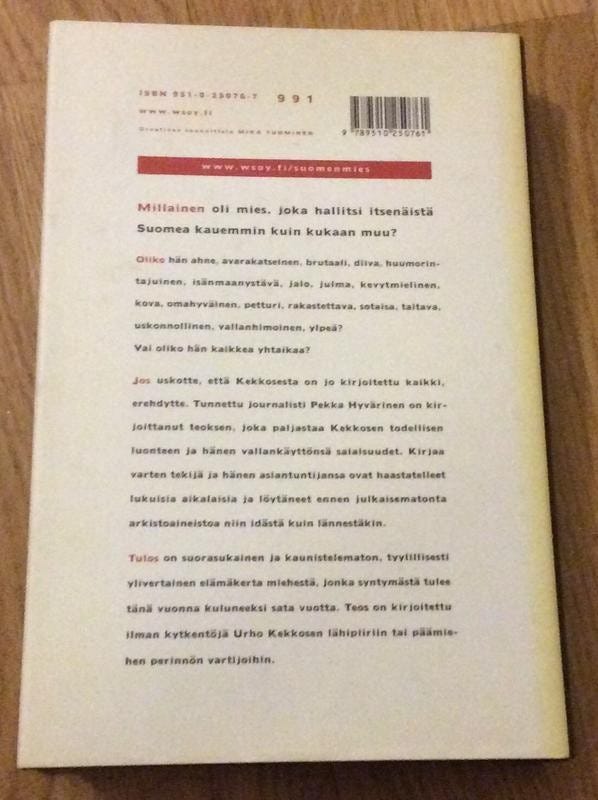 ISBN 951-0-25076-7 991
www.wsoy.fi
Graafinen suunnittelu MIKA TUOMINEN
9 789510 250761
www.wsoy.fi/suomenmies
Millainen oli mies, joka hallitsi itsenäistä
Suomea kauemmin kuin kukaan muu?
Oliko hän ahne, avarakatseinen, brutaali, diiva, huumorin-
tajuinen, isänmaanystävä, jalo, julma, kevytmielinen,
kova, omahyväinen, petturi, rakastettava, sotaisa, taitava,
uskonnollinen, vallanhimoinen, ylpeä?
Vai oliko hän kaikkea yhtaikaa?
Jos uskotte, että Kekkosesta on jo kirjoitettu kaikki,
erehdytte. Tunnettu journalisti Pekka Hyvärinen on kir-
joittanut teoksen, joka paljastaa Kekkosen todellisen
luonteen ja hänen vallankäyttönsä salaisuudet. Kirjaa
varten tekijä ja hänen asiantuntijansa ovat haastatelleet
lukuisia aikalaisia ja löytäneet ennen julkaisematonta
arkistoaineistoa niin idästä kuin lännestäkin.
Tulos on suorasukainen ja kaunistelematon, tyylillisesti
ylivertainen elämäkerta miehestä, jonka syntymästä tulee
tänä vuonna kuluneeksi sata vuotta. Teos on kirjoitettu
ilman kytkentöjä Urho Kekkosen lähipiiriin tai päämie-
hen perinnön vartijoihin.